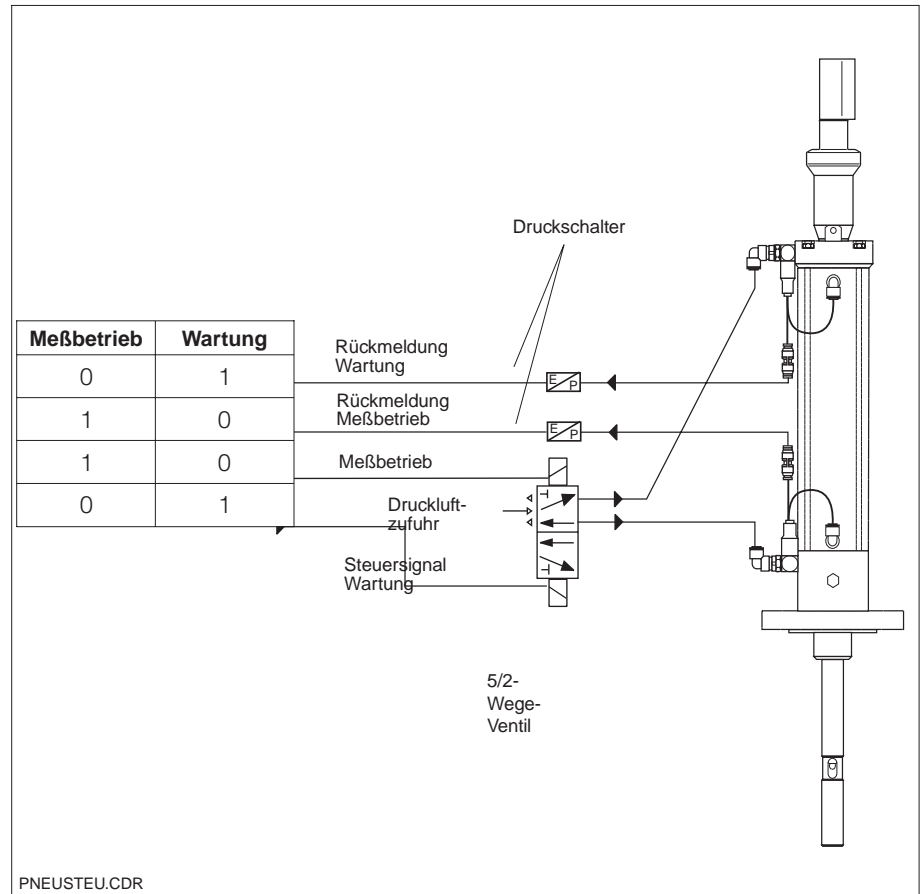 Druckschalter
Meßbetrieb Wartung
0 1
1 0
1 0
0 1
Rückmeldung
Wartung
Rückmeldung
Meßbetrieb
Meßbetrieb
Druckluft-
zufuhr
Steuersignal
Wartung
E P
E P
5/2-
Wege-
Ventil
PNEUSTEU.CDR